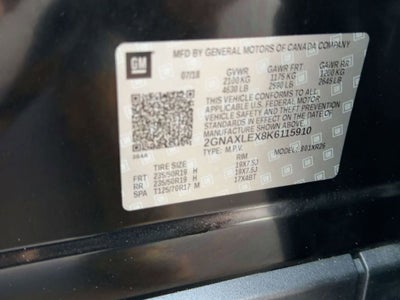 GM
MFD BY GENERAL MOTORS OF CANADA COMPANY
07/18 GVWR GAWR FRT GAWR RR
2100 KG 1175 KG 1200 KG
4630 LB 2590 LB 2645 LB
THIS VEHICLE CONFORMS TO ALL
APPLICABLE U.S. FEDERAL MOTOR
VEHICLE SAFETY
THEFT PREVENTION STANDARDS IN
EFFECT ON THE DATE OF
MANUFACTURE SHOWN ABOVE.
2GNAXLEX8K6115910
TYPE: M.P.V. MODEL:
TIRE SIZE RIM
FRT 235/50R19 H 19X7.5J
RR 235/50R19 H 19X7.5J
SPA T125/70R17 M 17X4BT